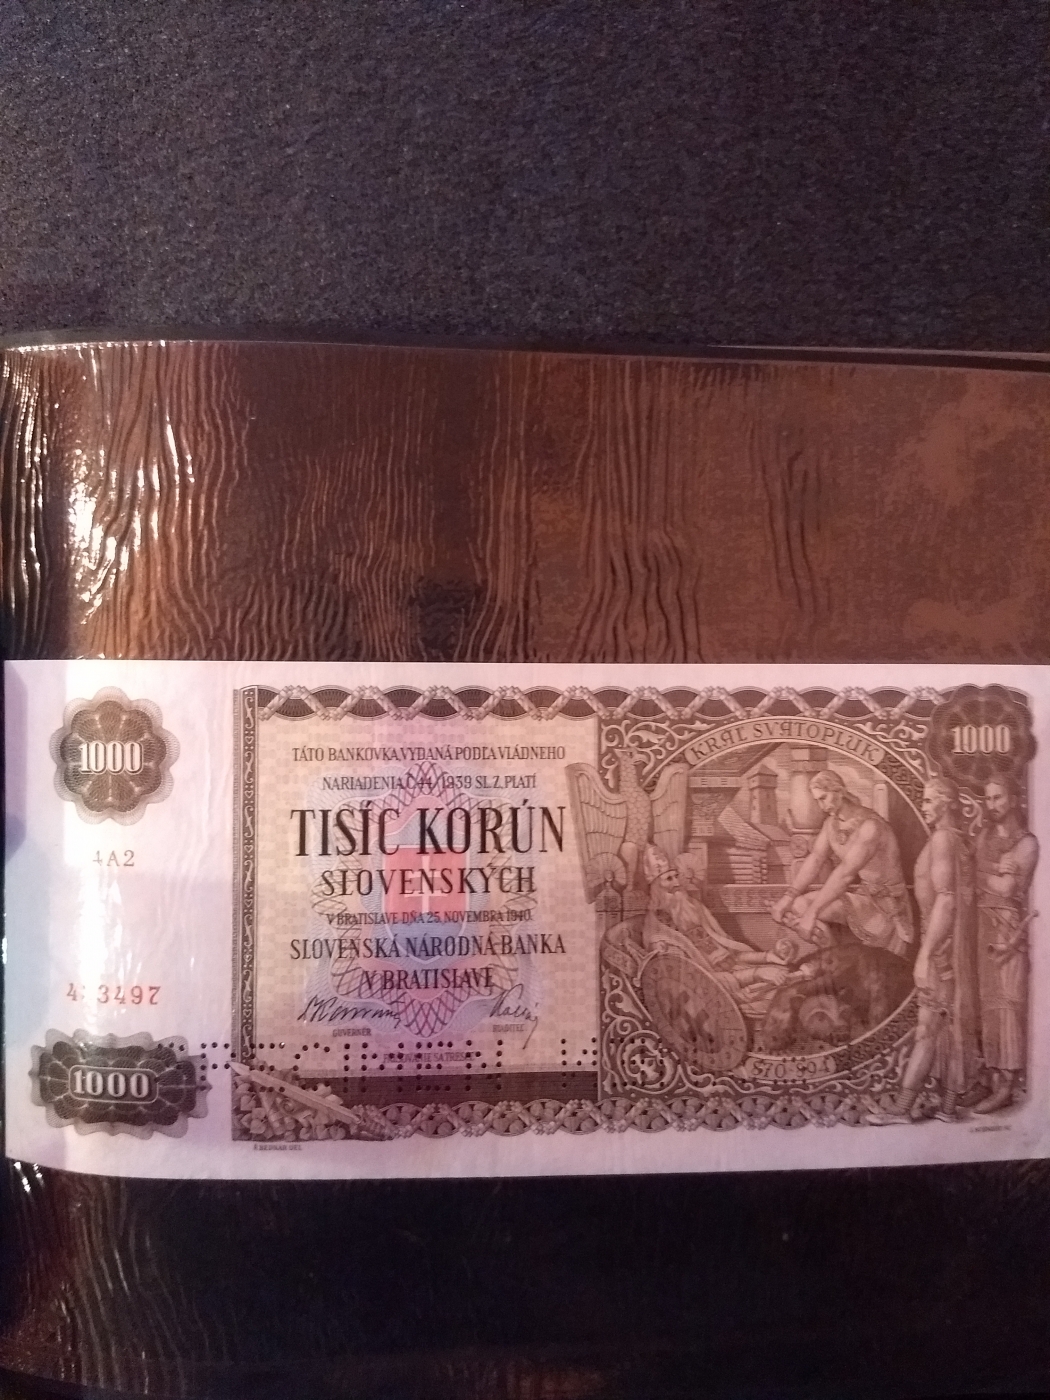 1000
1000
KRÁĽ SVÄTOPLUK
TÁTO BANKOVKA VYDANÁ PODĽA VLÁDNEHO
NARIADENIA Č. 44/1939 SL. Z. PLATÍ
TISÍC KORÚN
SLOVENSKÝCH
4A2
V BRATISLAVE DŇA 25. NOVEMBRA 1940.
SLOVENSKÁ NÁRODNÁ BANKA
V BRATISLAVE
3497
GUVERNÉR
RIADITEĽ
1000
870-894